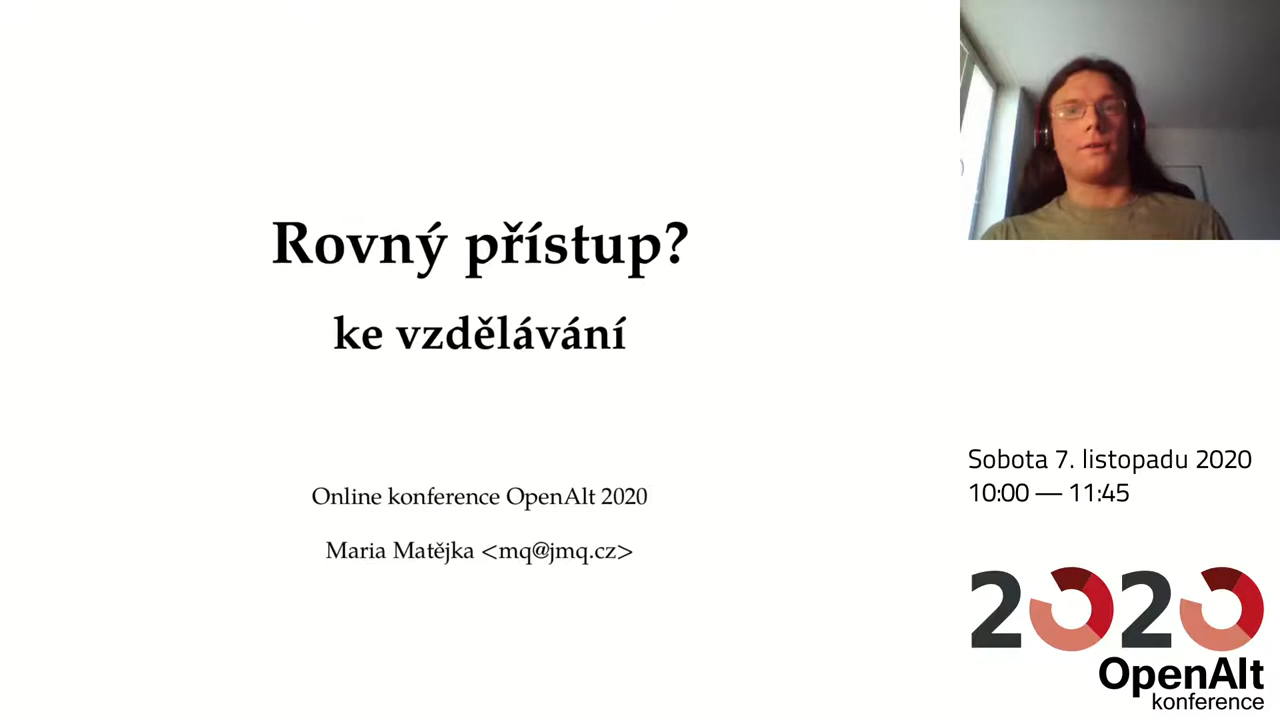 Rovný přístup?
ke vzdělávání
Online konference OpenAlt 2020
Maria Matějka <mq@jmq.cz>
Sobota 7. listopadu 2020
10:00 — 11:45
2020
OpenAlt
konference